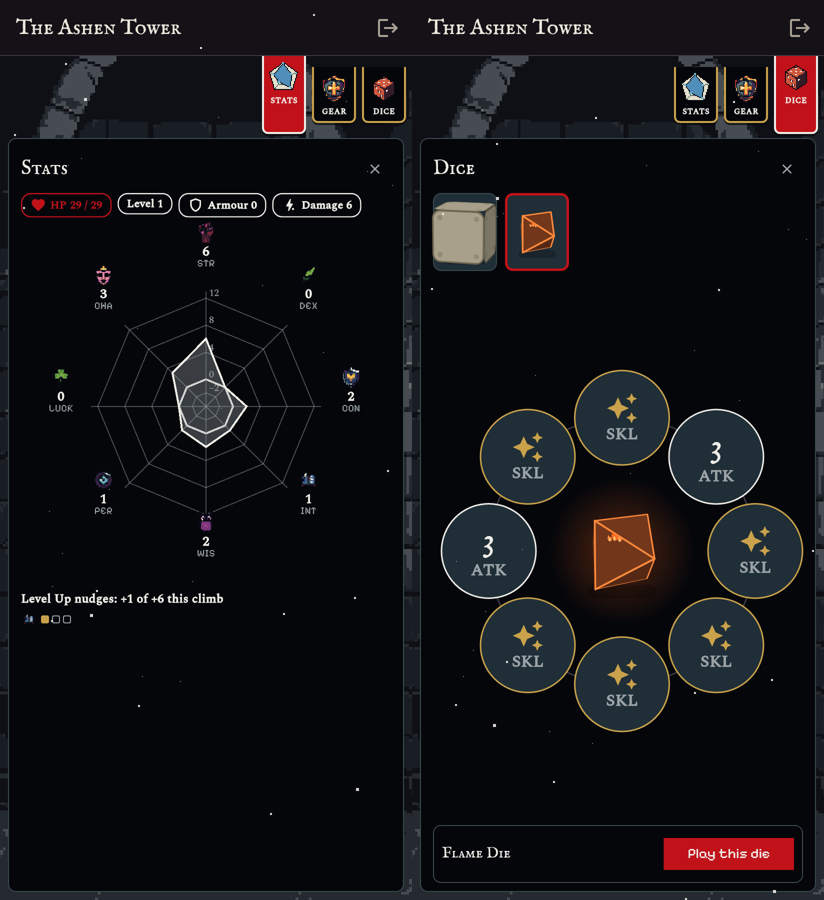 The Ashen Tower
STATS
GEAR
DICE
Stats
HP 29 / 29
Level 1
Armour 0
Damage 6
6
STR
3
CHA
0
DEX
12
8
4
0
-2
0
LUCK
2
CON
1
PER
1
INT
2
WIS
Level Up nudges: +1 of +6 this climb
The Ashen Tower
STATS
GEAR
DICE
Dice
SKL
SKL
3
ATK
3
ATK
SKL
SKL
SKL
SKL
Flame Die
Play this die